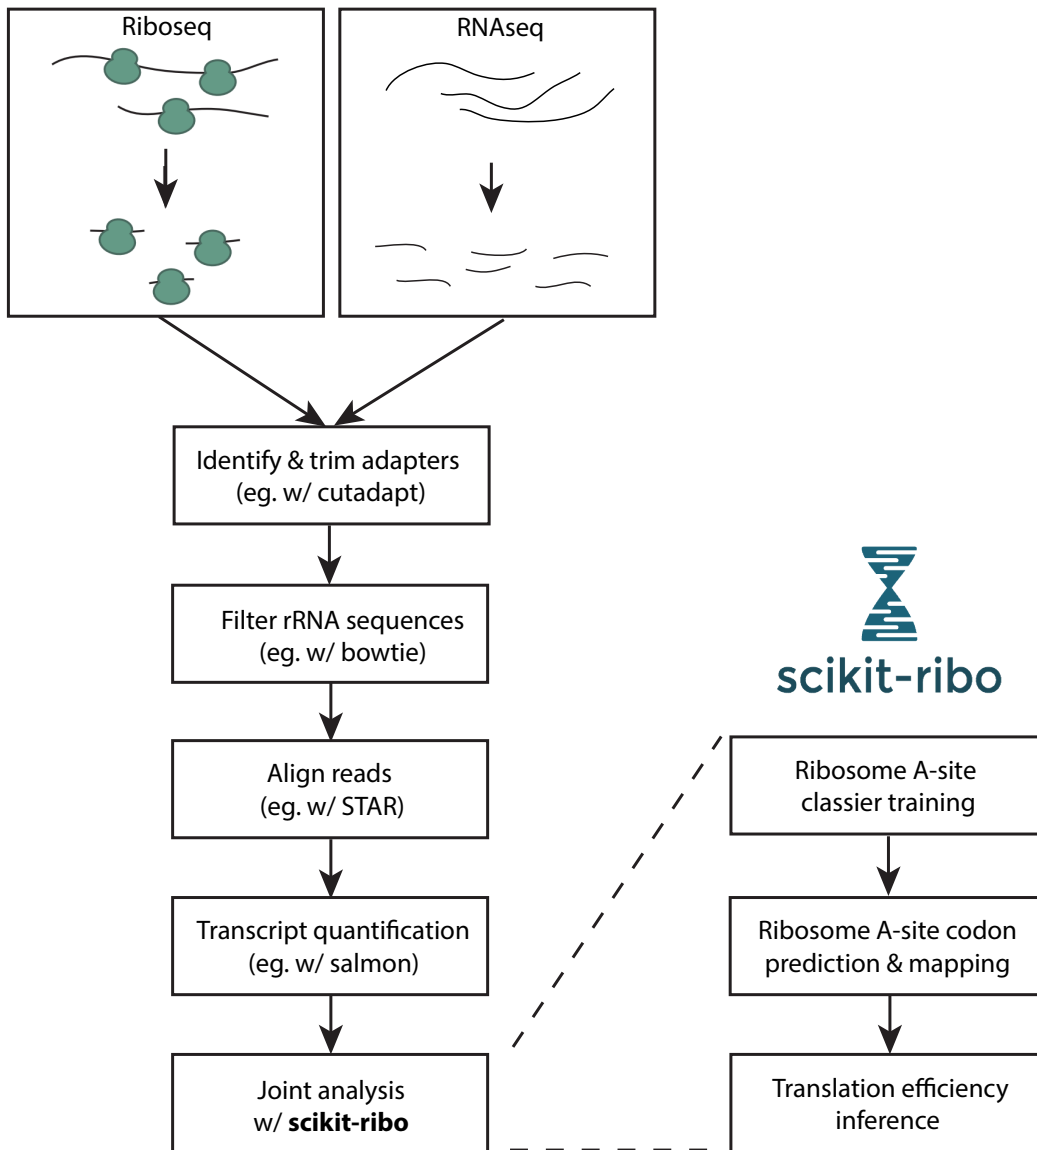 Riboseq
RNAseq
Identify & trim adapters
(eg. w/ cutadapt)
Filter rRNA sequences
(eg. w/ bowtie)
Align reads
(eg. w/ STAR)
Transcript quantification
(eg. w/ salmon)
Joint analysis
w/ scikit-ribo
scikit-ribo
Ribosome A-site
classier training
Ribosome A-site codon
prediction & mapping
Translation efficiency
inference